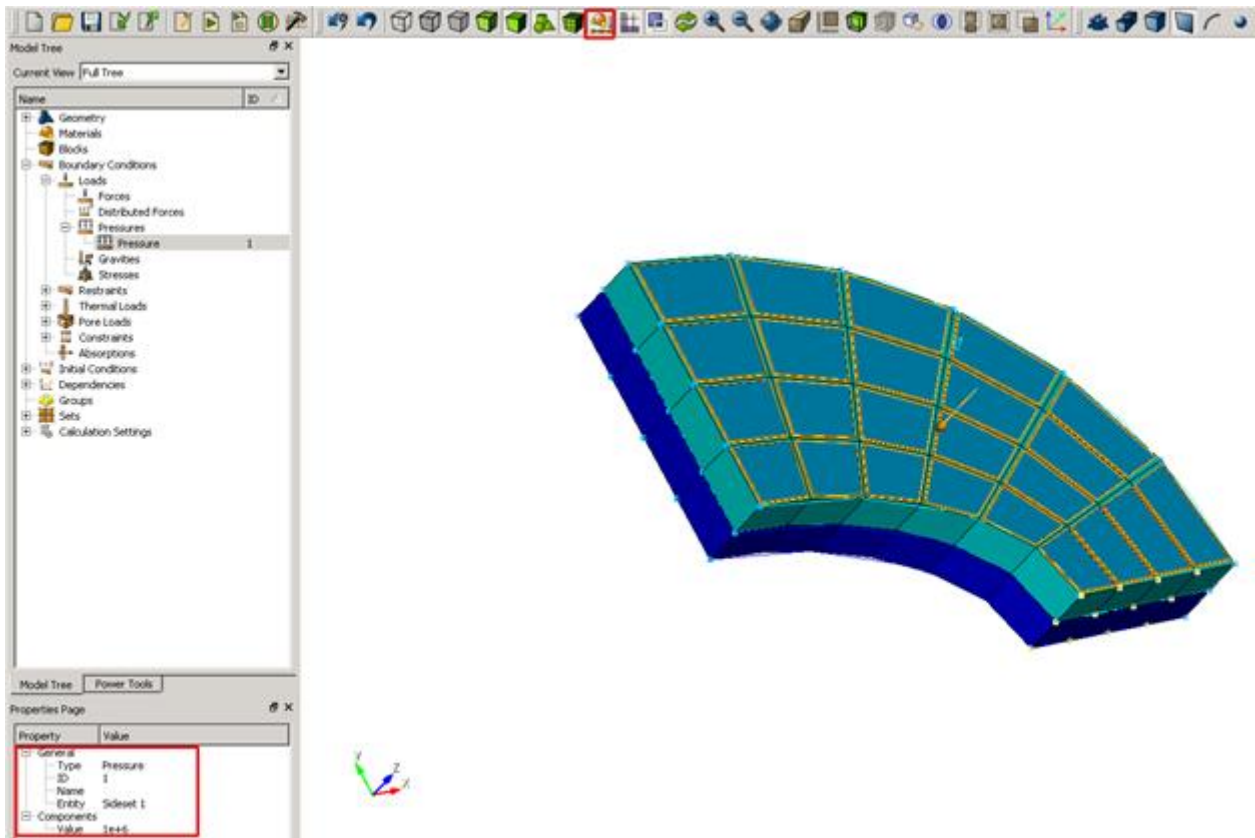 Model Tree
Current View Full Tree
Name ID
Geometry
Materials
Blocks
Boundary Conditions
Loads
Forces
Distributed Forces
Pressures
Pressure 1
Gravities
Stresses
Restraints
Thermal Loads
Pore Loads
Constraints
Absorptions
Initial Conditions
Dependencies
Groups
Sets
Calculation Settings
Model Tree Power Tools
Properties Page
Property Value
General
Type Pressure
ID 1
Name
Entity Sideset 1
Components
Value 1e+6
Y
Z
X